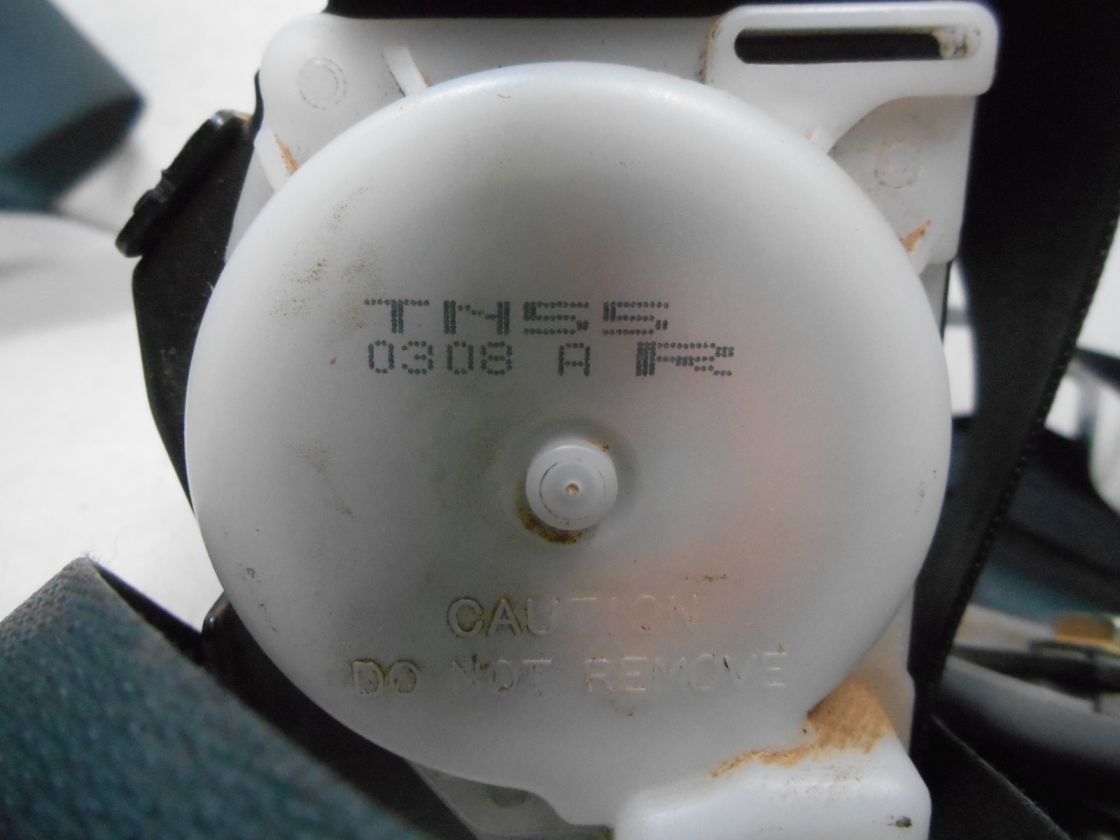 TNS5
0308 A R
CAUTION
DO NOT REMOVE